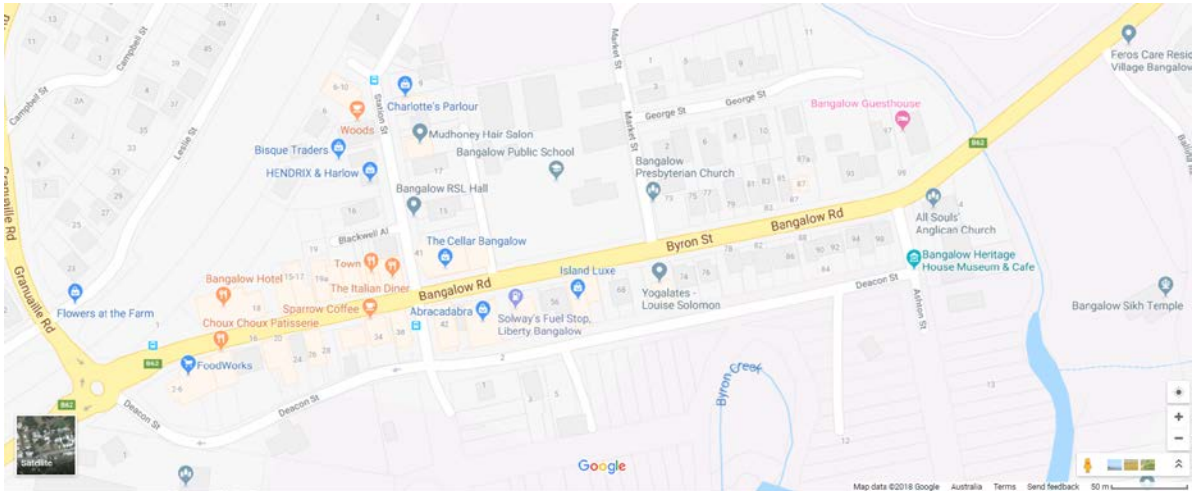 Campbell St
Campbell St
Leslie St
Granuaille Rd
Granuaille Rd
Station St
Market St
Market St
George St
George St
Feros Care Resid
Village Bangalow
Charlotte's Parlour
Woods
Mudhoney Hair Salon
Bisque Traders
Bangalow Public School
HENDRIX & Harlow
Bangalow Guesthouse
Bangalow
Presbyterian Church
Bangalow RSL Hall
B62
All Souls'
Anglican Church
Blackwell Al
The Cellar Bangalow
Byron St
Bangalow Rd
Town
Bangalow Hotel
The Italian Diner
Island Luxe
Bangalow Heritage
House Museum & Cafe
Yogalates -
Louise Solomon
Deacon St
Ashton St
Bangalow Sikh Temple
Bangalow Rd
Sparrow Coffee
Abracadabra
Solway's Fuel Stop,
Liberty Bangalow
Flowers at the Farm
Choux Choux Patisserie
FoodWorks
B62
B62
Deacon St
Deacon St
Byron Creek
Satellite
Google
Map data ©2018 Google
Australia
Terms
Send feedback
50 m